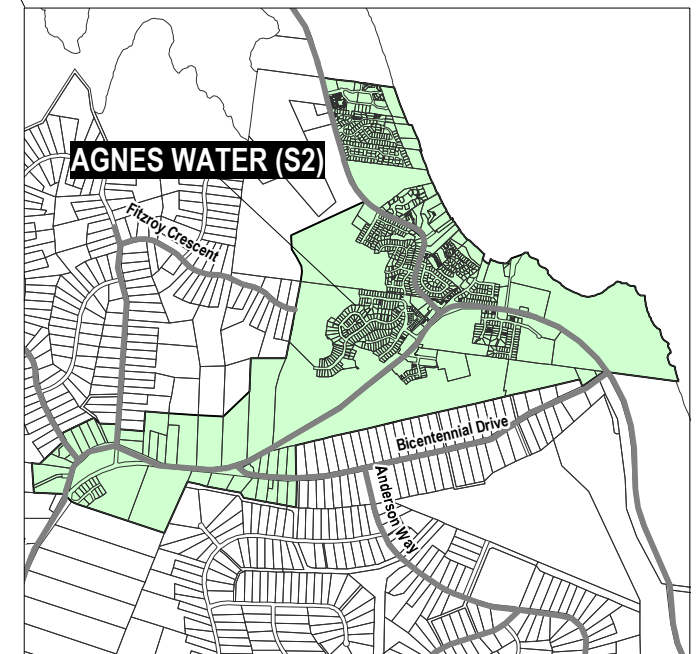 AGNES WATER (S2)
Fitzroy Crescent
Bicentennial Drive
Anderson Way